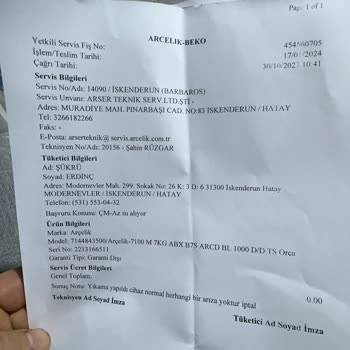 Page 1 of 1
ARCELIK-BEKO
Yetkili Servis Fiş No: 454560705
İşlem/Teslim Tarihi: 17/01/2024
Çağrı Tarihi: 30/10/2023 10:41
Servis Bilgileri
Servis No/Adı: 14090 / İSKENDERUN (BARBAROS)
Servis Unvanı: ARSER TEKNİK SERV.LTD.ŞTİ -
Adres: MURADİYE MAH. PINARBAŞI CAD. NO:83 İSKENDERUN / HATAY
Tel: 3266182266
Faks: -
E-Posta: arserteknik@servis.arcelik.com.tr
Teknisyen No/Adı: 20156 - Şahin RÜZGAR
Tüketici Bilgileri
Ad: ŞÜKRÜ
Soyad: ERDİNÇ
Adres: Modernevler Mah. 299. Sokak No: 26 K: 3 D: 6 31300 İskenderun Hatay
MODERNEVLER / İSKENDERUN / HATAY
Telefon: (531) 553-04-32
Başvuru Konusu: ÇM-Az su alıyor
Ürün Bilgileri
Marka: Arçelik
Model: 7144843500/Arçelik-7100 M 7KG ABX B7S ARCD BL 1000 D/D TS Orca
Seri No: 2213166511
Garanti Tipi: Garanti Dışı
Servis Ücret Bilgileri
Genel Toplam: 0.00
Sonuç Notu: Yıkama yapıldı cihaz normal herhangi bir arıza yoktur iptal
Teknisyen Ad Soyad İmza
Tüketici Ad Soyad İmza